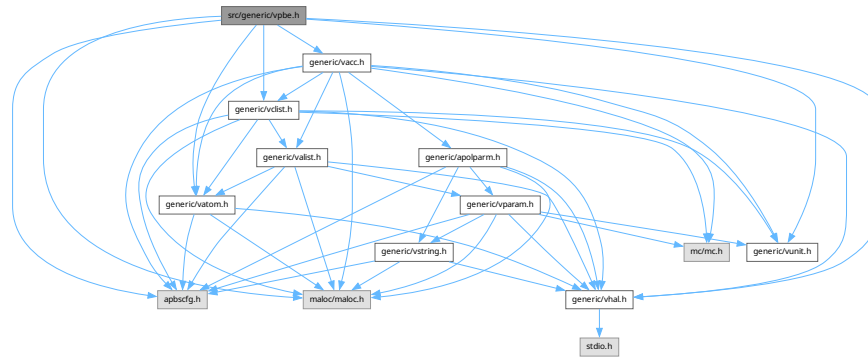 src/generic/vpbe.h
generic/vacc.h
generic/vclist.h
generic/valist.h
generic/apolparm.h
generic/vatom.h
generic/vparam.h
generic/vstring.h
mc/mc.h
generic/vunit.h
apbscfg.h
maloc/maloc.h
generic/vhal.h
stdio.h